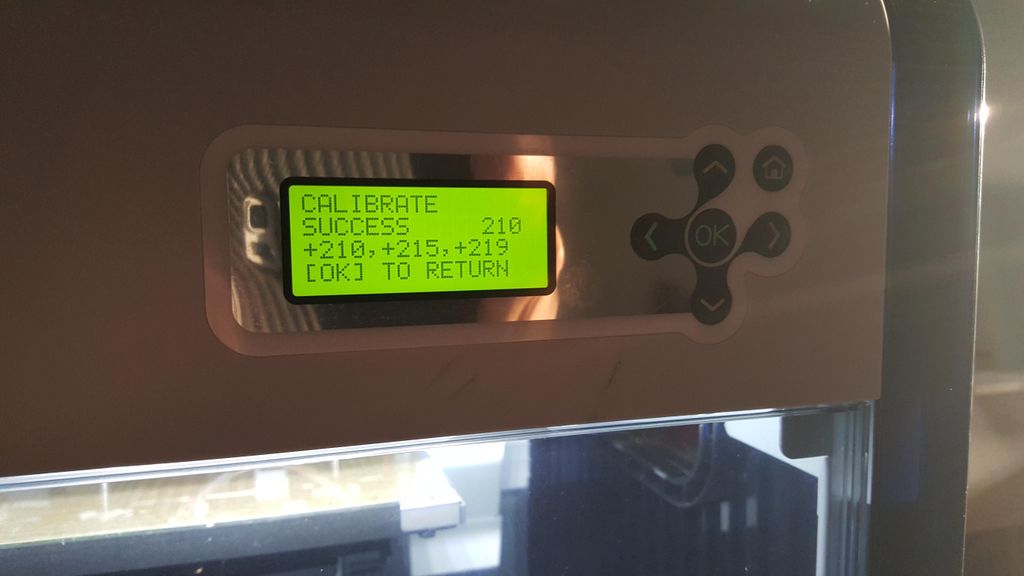 CALIBRATE
SUCCESS 210
+210,+215,+219
[OK] TO RETURN
OK